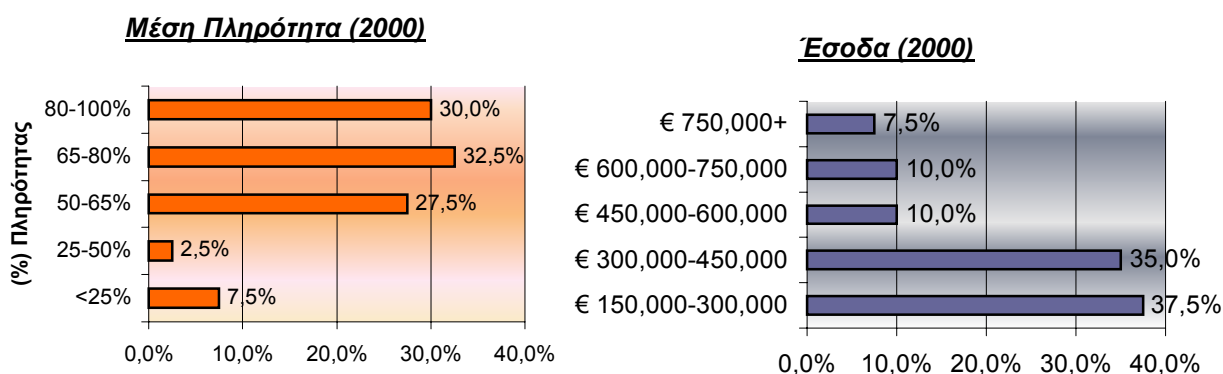 Μέση Πληρότητα (2000)
(%) Πληρότητας
80-100% 30,0%
65-80% 32,5%
50-65% 27,5%
25-50% 2,5%
<25% 7,5%
0,0% 10,0% 20,0% 30,0% 40,0%
Έσοδα (2000)
€ 750,000+ 7,5%
€ 600,000-750,000 10,0%
€ 450,000-600,000 10,0%
€ 300,000-450,000 35,0%
€ 150,000-300,000 37,5%
0,0% 10,0% 20,0% 30,0% 40,0%